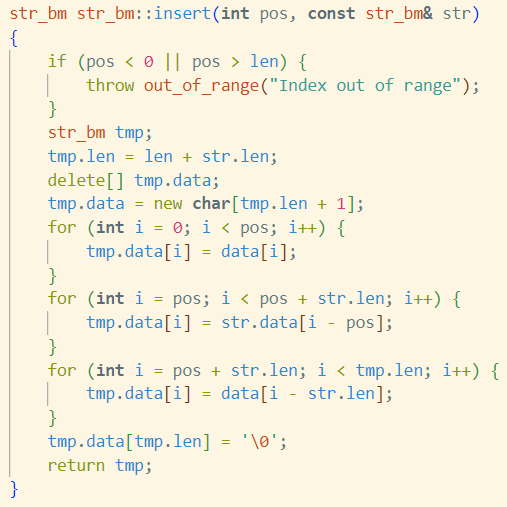 str_bm str_bm::insert(int pos, const str_bm& str)
{
    if (pos < 0 || pos > len) {
        throw out_of_range("Index out of range");
    }
    str_bm tmp;
    tmp.len = len + str.len;
    delete[] tmp.data;
    tmp.data = new char[tmp.len + 1];
    for (int i = 0; i < pos; i++) {
        tmp.data[i] = data[i];
    }
    for (int i = pos; i < pos + str.len; i++) {
        tmp.data[i] = str.data[i - pos];
    }
    for (int i = pos + str.len; i < tmp.len; i++) {
        tmp.data[i] = data[i - str.len];
    }
    tmp.data[tmp.len] = '\0';
    return tmp;
}